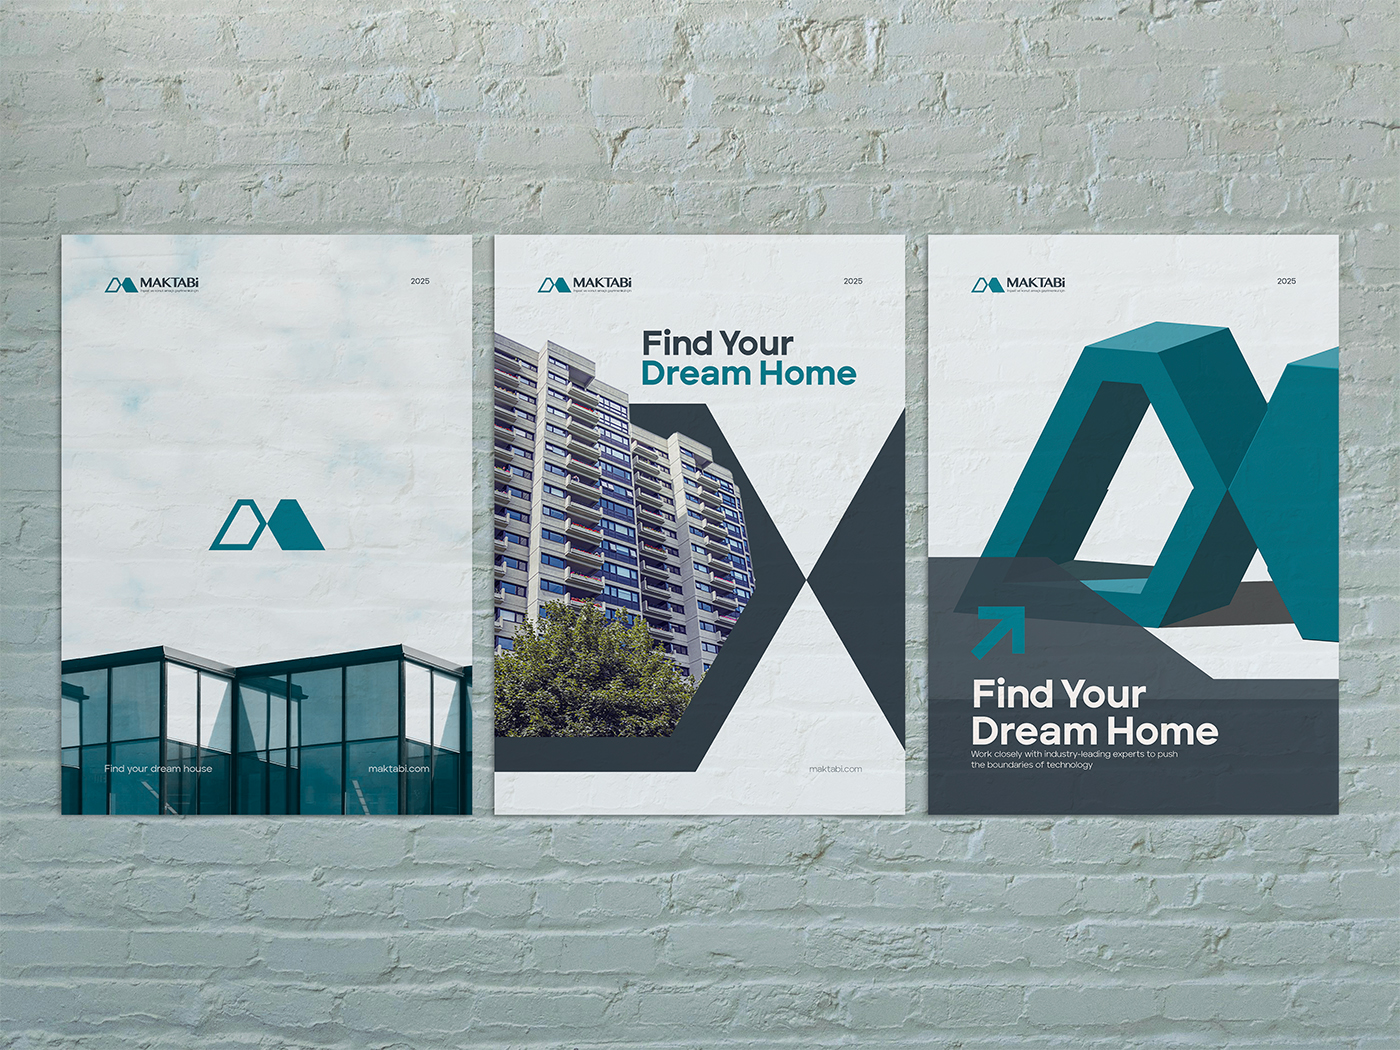 MAKTABi
2025
Find your dream house
maktabi.com
MAKTABi
2025
Find Your
Dream Home
maktabi.com
MAKTABi
2025
Find Your
Dream Home
Work closely with industry-leading experts to push
the boundaries of technology